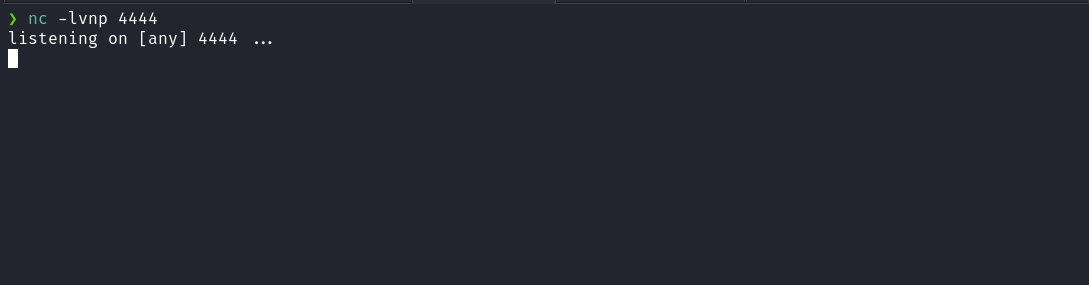 ❯ nc -lvnp 4444
listening on [any] 4444 ...